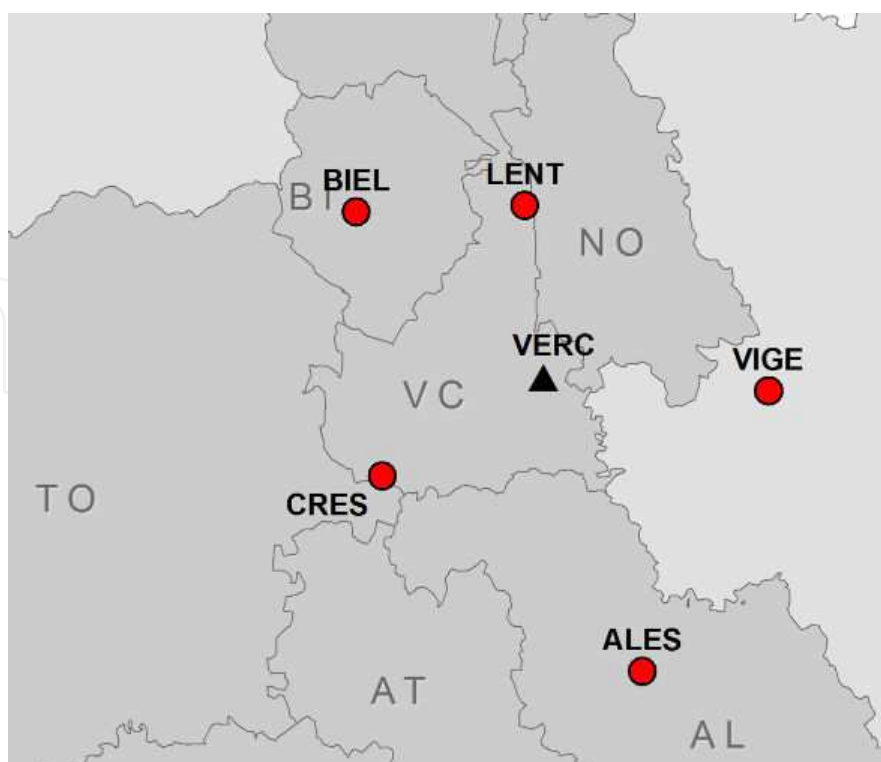 BIEL
LENT
BI
NO
VERC
VIGE
VC
TO
CRES
ALES
AT
AL